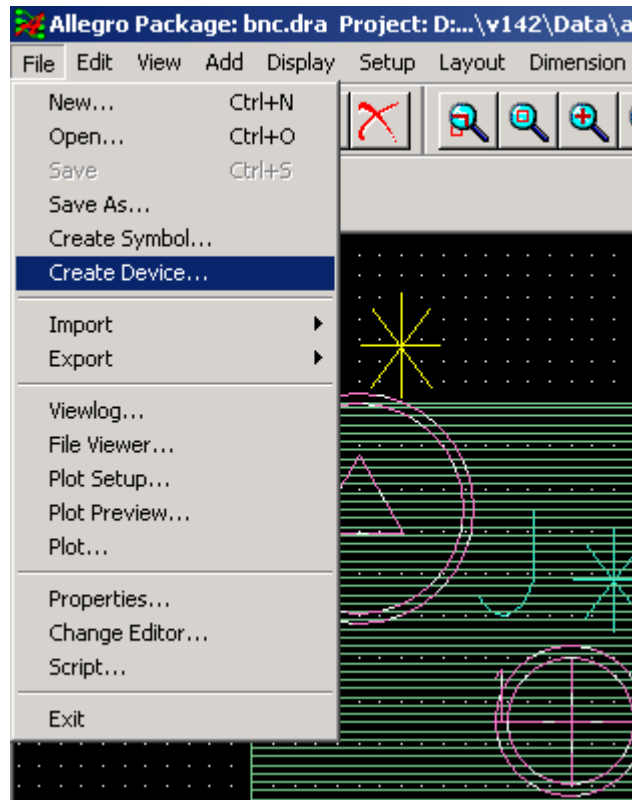 Allegro Package: bnc.dra Project: D:...\v142\Data\a
File Edit View Add Display Setup Layout Dimension
New... Ctrl+N
Open... Ctrl+O
Save Ctrl+S
Save As...
Create Symbol...
Create Device...
Import
Export
Viewlog...
File Viewer...
Plot Setup...
Plot Preview...
Plot...
Properties...
Change Editor...
Script...
Exit
J*